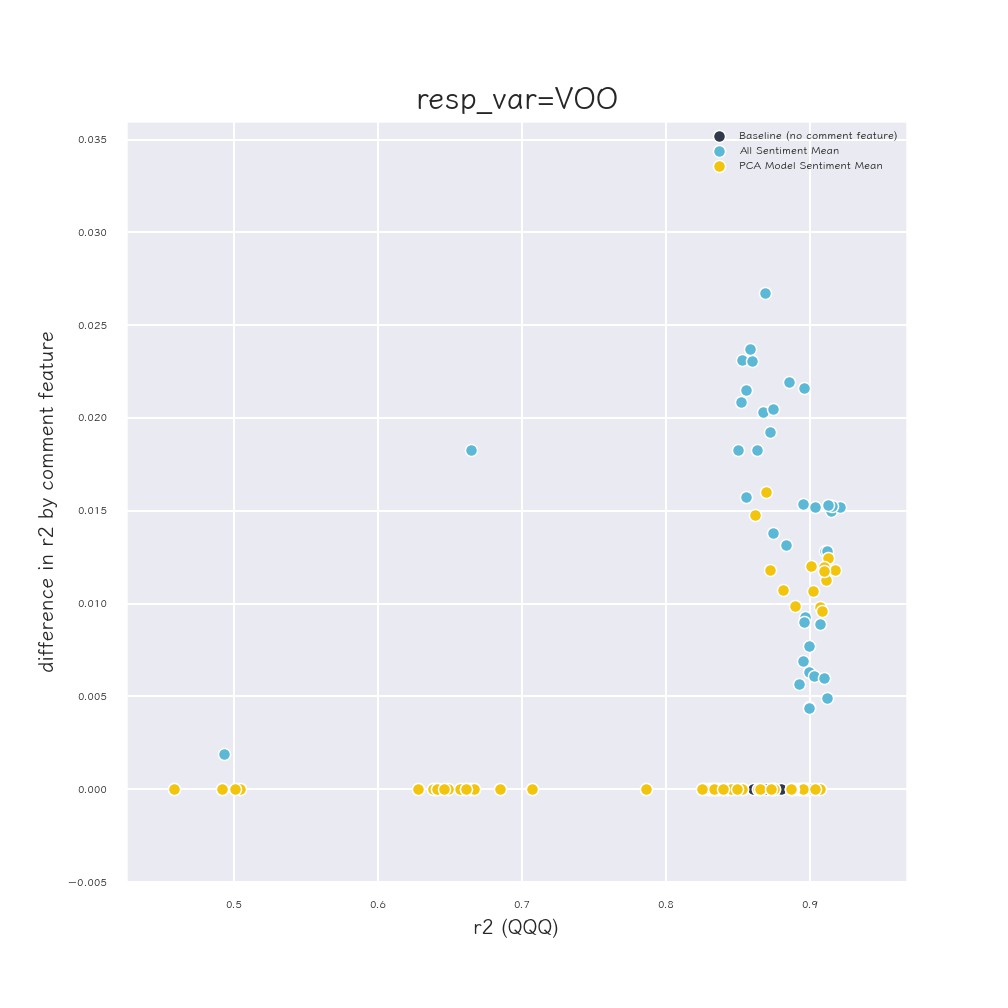 resp_var=VOO
Baseline (no comment feature)
All Sentiment Mean
PCA Model Sentiment Mean
difference in r2 by comment feature
0.035
0.030
0.025
0.020
0.015
0.010
0.005
0.000
−0.005
0.5 0.6 0.7 0.8 0.9
r2 (QQQ)